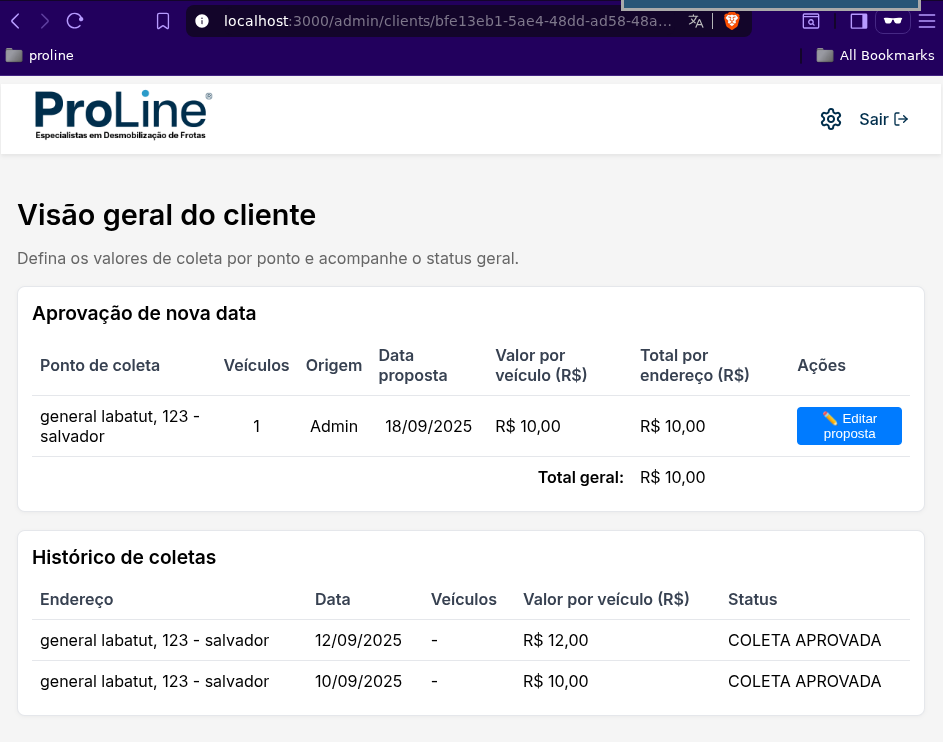 localhost:3000/admin/clients/bfe13eb1-5ae4-48dd-ad58-48a...
proline
All Bookmarks
ProLine®
Especialistas em Desmobilização de Frotas
Sair
Visão geral do cliente
Defina os valores de coleta por ponto e acompanhe o status geral.
Aprovação de nova data
Ponto de coleta Veículos Origem Data proposta Valor por veículo (R$) Total por endereço (R$) Ações
general labatut, 123 - salvador 1 Admin 18/09/2025 R$ 10,00 R$ 10,00 ✏️ Editar proposta
Total geral: R$ 10,00
Histórico de coletas
Endereço Data Veículos Valor por veículo (R$) Status
general labatut, 123 - salvador 12/09/2025 - R$ 12,00 COLETA APROVADA
general labatut, 123 - salvador 10/09/2025 - R$ 10,00 COLETA APROVADA